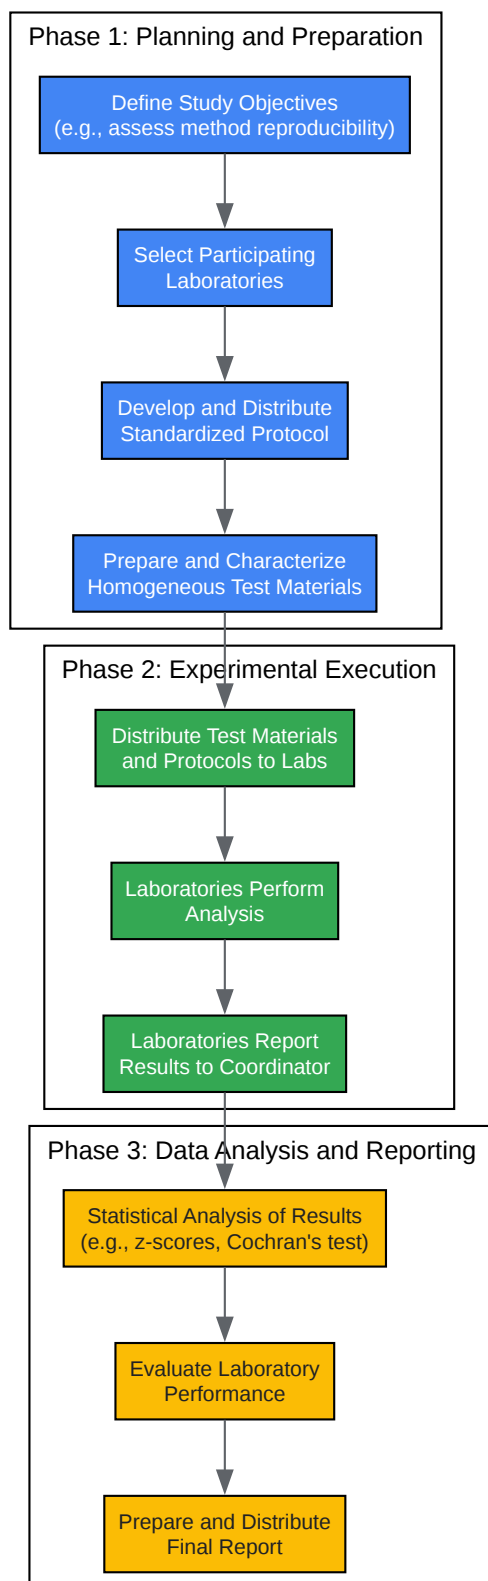 Phase 1: Planning and Preparation
Define Study Objectives
(e.g., assess method reproducibility)
Select Participating
Laboratories
Develop and Distribute
Standardized Protocol
Prepare and Characterize
Homogeneous Test Materials
Phase 2: Experimental Execution
Distribute Test Materials
and Protocols to Labs
Laboratories Perform
Analysis
Laboratories Report
Results to Coordinator
Phase 3: Data Analysis and Reporting
Statistical Analysis of Results
(e.g., z-scores, Cochran's test)
Evaluate Laboratory
Performance
Prepare and Distribute
Final Report